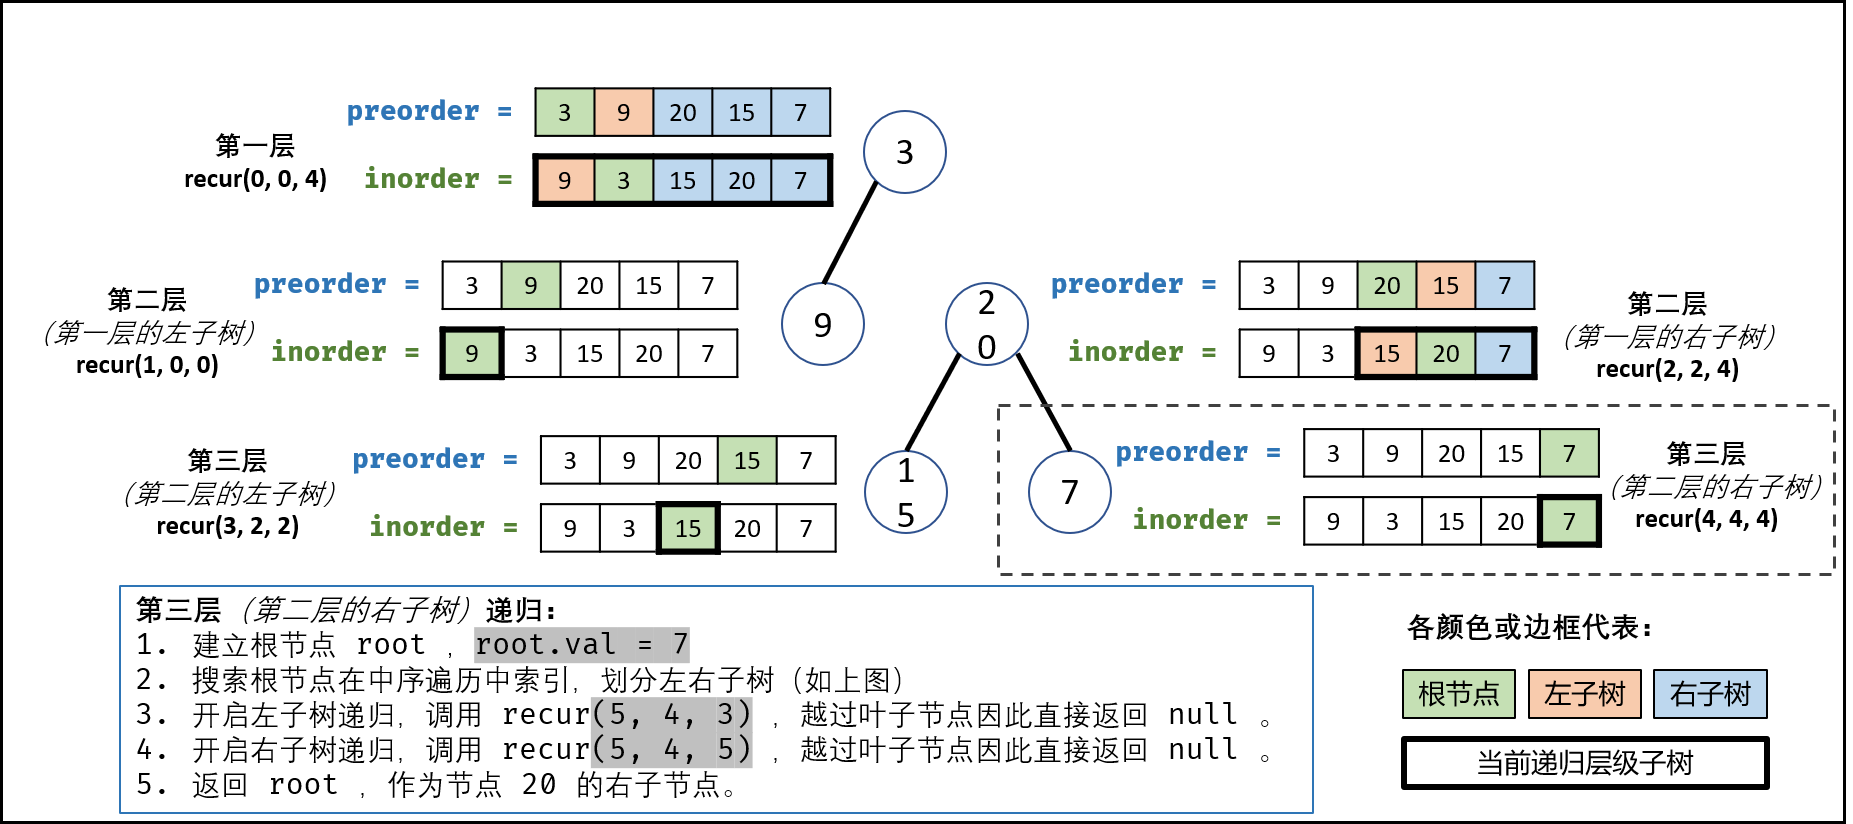 preorder = 3 9 20 15 7
第一层
recur(0, 0, 4)
inorder = 9 3 15 20 7
3
preorder = 3 9 20 15 7
第二层
（第一层的左子树）
recur(1, 0, 0)
inorder = 9 3 15 20 7
9
2
0
preorder = 3 9 20 15 7
inorder = 9 3 15 20 7
第二层
（第一层的右子树）
recur(2, 2, 4)
第三层
（第二层的左子树）
recur(3, 2, 2)
preorder = 3 9 20 15 7
inorder = 9 3 15 20 7
1
5
7
preorder = 3 9 20 15 7
inorder = 9 3 15 20 7
第三层
（第二层的右子树）
recur(4, 4, 4)
第三层（第二层的右子树）递归：
1. 建立根节点 root ，root.val = 7
2. 搜索根节点在中序遍历中索引，划分左右子树（如上图）
3. 开启左子树递归，调用 recur(5, 4, 3) ，越过叶子节点因此直接返回 null 。
4. 开启右子树递归，调用 recur(5, 4, 5) ，越过叶子节点因此直接返回 null 。
5. 返回 root ，作为节点 20 的右子节点。
各颜色或边框代表：
根节点 左子树 右子树
当前递归层级子树